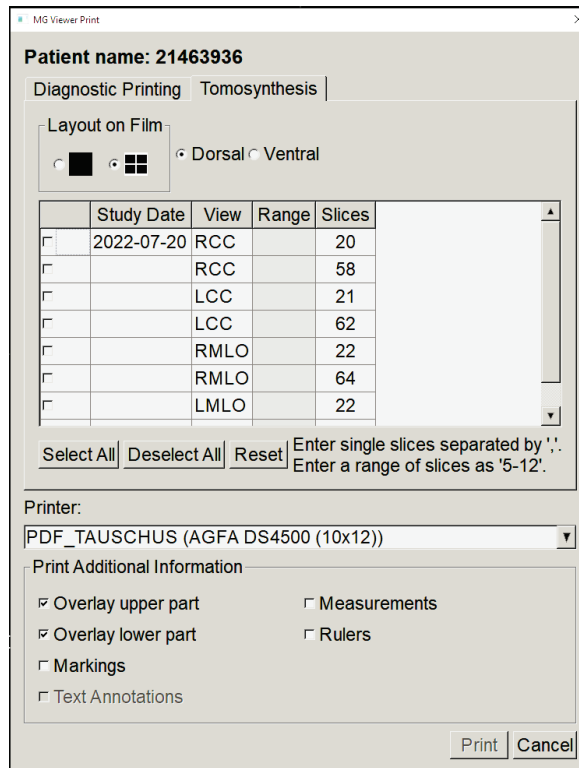 MG Viewer Print
Patient name: 21463936
Diagnostic Printing Tomosynthesis
Layout on Film
Dorsal Ventral
Study Date View Range Slices
2022-07-20 RCC 20
RCC 58
LCC 21
LCC 62
RMLO 22
RMLO 64
LMLO 22
Select All Deselect All Reset
Enter single slices separated by ','.
Enter a range of slices as '5-12'.
Printer:
PDF_TAUSCHUS (AGFA DS4500 (10x12))
Print Additional Information
Overlay upper part Measurements
Overlay lower part Rulers
Markings
Text Annotations
Print Cancel